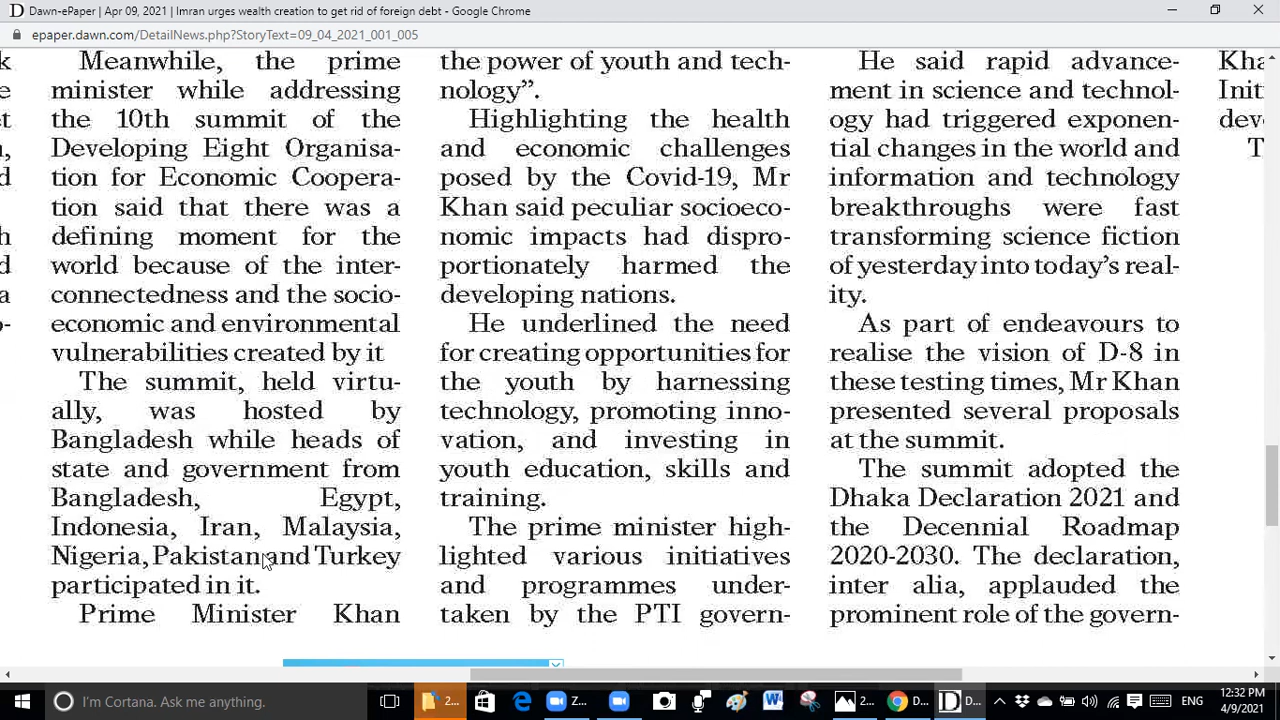 Dawn-ePaper | Apr 09, 2021 | Imran urges wealth creation to get rid of foreign debt - Google Chrome
epaper.dawn.com/DetailNews.php?StoryText=09_04_2021_001_005
Meanwhile, the prime
minister while addressing
the 10th summit of the
Developing Eight Organisa-
tion for Economic Coopera-
tion said that there was a
defining moment for the
world because of the inter-
connectedness and the socio-
economic and environmental
vulnerabilities created by it
The summit, held virtu-
ally, was hosted by
Bangladesh while heads of
state and government from
Bangladesh, Egypt,
Indonesia, Iran, Malaysia,
Nigeria, Pakistan and Turkey
participated in it.
Prime Minister Khan
the power of youth and tech-
nology”.
Highlighting the health
and economic challenges
posed by the Covid-19, Mr
Khan said peculiar socioeco-
nomic impacts had dispro-
portionately harmed the
developing nations.
He underlined the need
for creating opportunities for
the youth by harnessing
technology, promoting inno-
vation, and investing in
youth education, skills and
training.
The prime minister high-
lighted various initiatives
and programmes under-
taken by the PTI govern-
He said rapid advance-
ment in science and technol-
ogy had triggered exponen-
tial changes in the world and
information and technology
breakthroughs were fast
transforming science fiction
of yesterday into today’s real-
ity.
As part of endeavours to
realise the vision of D-8 in
these testing times, Mr Khan
presented several proposals
at the summit.
The summit adopted the
Dhaka Declaration 2021 and
the Decennial Roadmap
2020-2030. The declaration,
inter alia, applauded the
prominent role of the govern-
Kha
Init
dev
T
I'm Cortana. Ask me anything.
2...
Z...
2...
D...
D...
ENG
12:32 PM
4/9/2021